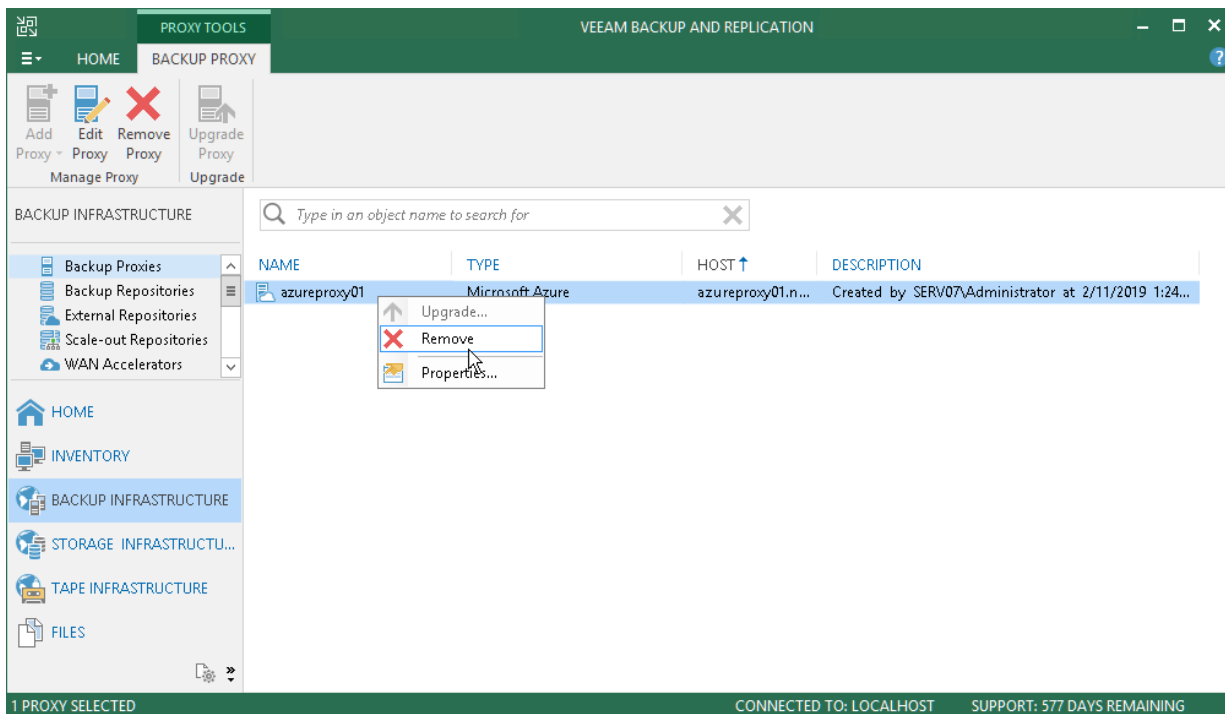 PROXY TOOLS
VEEAM BACKUP AND REPLICATION
HOME
BACKUP PROXY
Add Proxy
Edit Proxy
Remove Proxy
Upgrade Proxy
Manage Proxy
Upgrade
BACKUP INFRASTRUCTURE
Type in an object name to search for
Backup Proxies
Backup Repositories
External Repositories
Scale-out Repositories
WAN Accelerators
NAME TYPE HOST DESCRIPTION
azureproxy01 Microsoft Azure azureproxy01.n... Created by SERV07\Administrator at 2/11/2019 1:24...
Upgrade...
Remove
Properties...
HOME
INVENTORY
BACKUP INFRASTRUCTURE
STORAGE INFRASTRUCTU...
TAPE INFRASTRUCTURE
FILES
1 PROXY SELECTED
CONNECTED TO: LOCALHOST
SUPPORT: 577 DAYS REMAINING